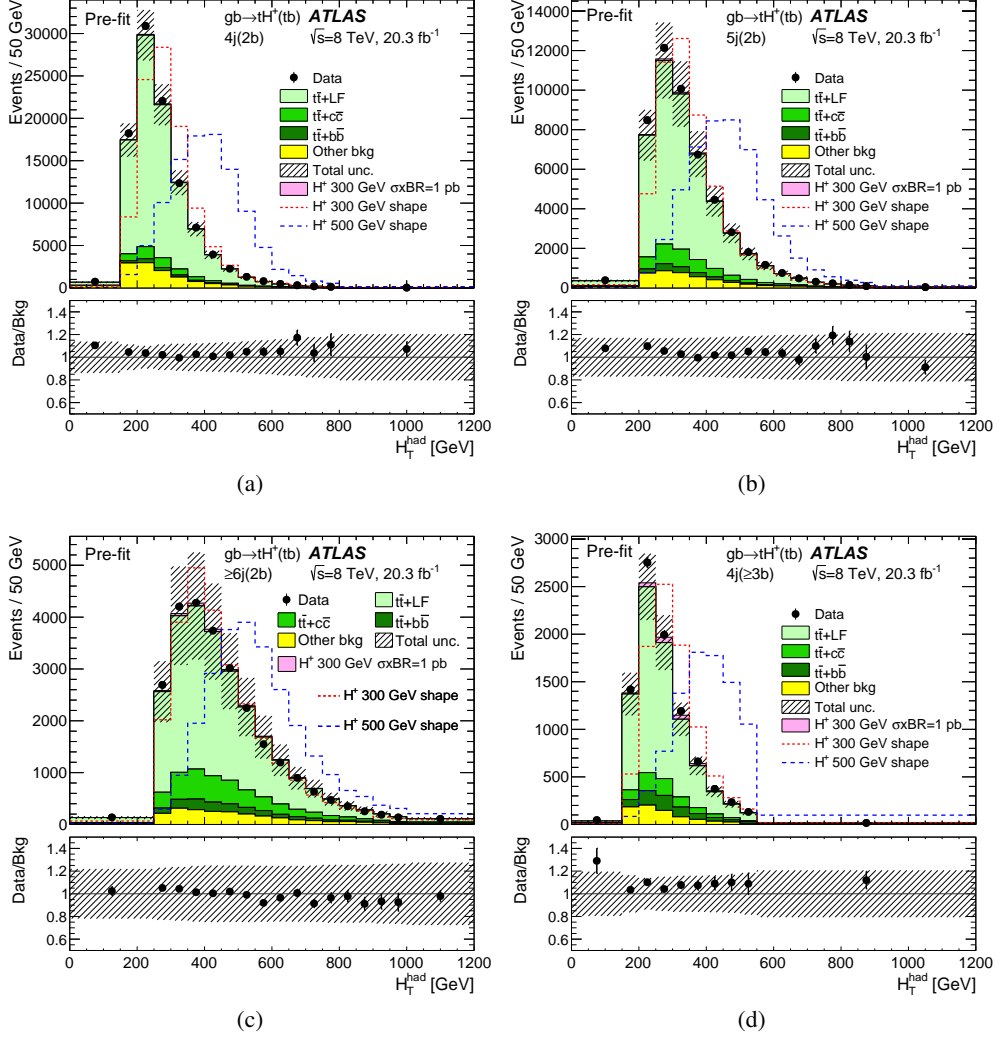 Pre-fit
gb→tH⁺(tb) ATLAS
4j(2b) √s=8 TeV, 20.3 fb⁻¹
Events / 50 GeV
30000
25000
20000
15000
10000
5000
0
Data
tt̄+LF
tt̄+cc̄
tt̄+bb̄
Other bkg
Total unc.
H⁺ 300 GeV σxBR=1 pb
H⁺ 300 GeV shape
H⁺ 500 GeV shape
Data/Bkg
1.4
1.2
1
0.8
0.6
0 200 400 600 800 1000 1200
H_T^had [GeV]
(a)
Pre-fit
gb→tH⁺(tb) ATLAS
5j(2b) √s=8 TeV, 20.3 fb⁻¹
Events / 50 GeV
14000
12000
10000
8000
6000
4000
2000
0
Data
tt̄+LF
tt̄+cc̄
tt̄+bb̄
Other bkg
Total unc.
H⁺ 300 GeV σxBR=1 pb
H⁺ 300 GeV shape
H⁺ 500 GeV shape
Data/Bkg
1.4
1.2
1
0.8
0.6
0 200 400 600 800 1000 1200
H_T^had [GeV]
(b)
Pre-fit
gb→tH⁺(tb) ATLAS
≥6j(2b) √s=8 TeV, 20.3 fb⁻¹
Events / 50 GeV
5000
4000
3000
2000
1000
0
Data tt̄+LF
tt̄+cc̄ tt̄+bb̄
Other bkg Total unc.
H⁺ 300 GeV σxBR=1 pb
H⁺ 300 GeV shape
H⁺ 500 GeV shape
Data/Bkg
1.4
1.2
1
0.8
0.6
0 200 400 600 800 1000 1200
H_T^had [GeV]
(c)
Pre-fit
gb→tH⁺(tb) ATLAS
4j(≥3b) √s=8 TeV, 20.3 fb⁻¹
Events / 50 GeV
3000
2500
2000
1500
1000
500
0
Data
tt̄+LF
tt̄+cc̄
tt̄+bb̄
Other bkg
Total unc.
H⁺ 300 GeV σxBR=1 pb
H⁺ 300 GeV shape
H⁺ 500 GeV shape
Data/Bkg
1.4
1.2
1
0.8
0.6
0 200 400 600 800 1000 1200
H_T^had [GeV]
(d)